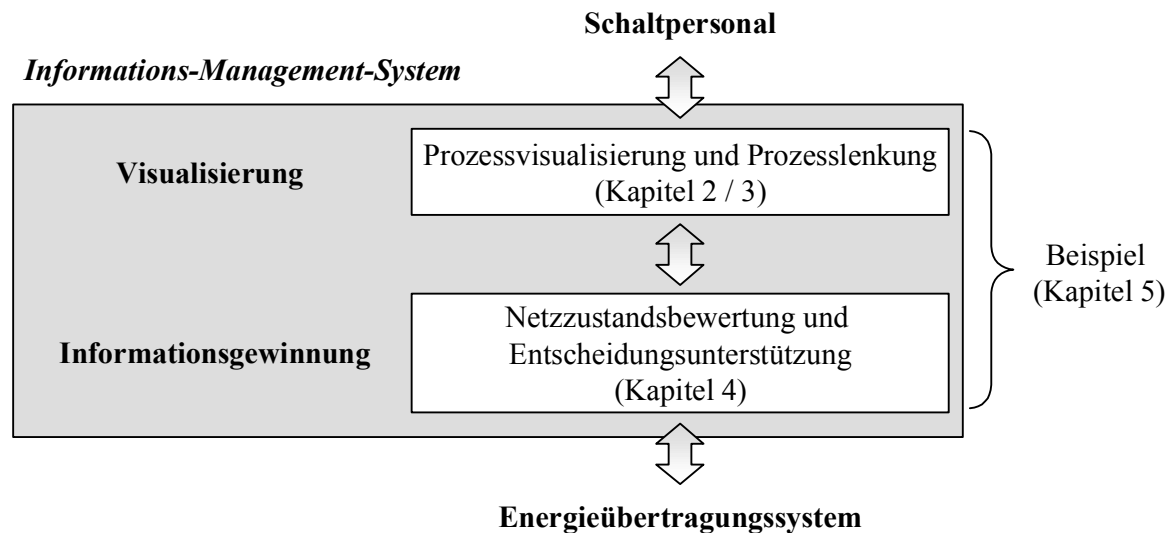 Schaltpersonal
Informations-Management-System
Visualisierung
Prozessvisualisierung und Prozesslenkung
(Kapitel 2 / 3)
Beispiel
(Kapitel 5)
Informationsgewinnung
Netzzustandsbewertung und
Entscheidungsunterstützung
(Kapitel 4)
Energieübertragungssystem